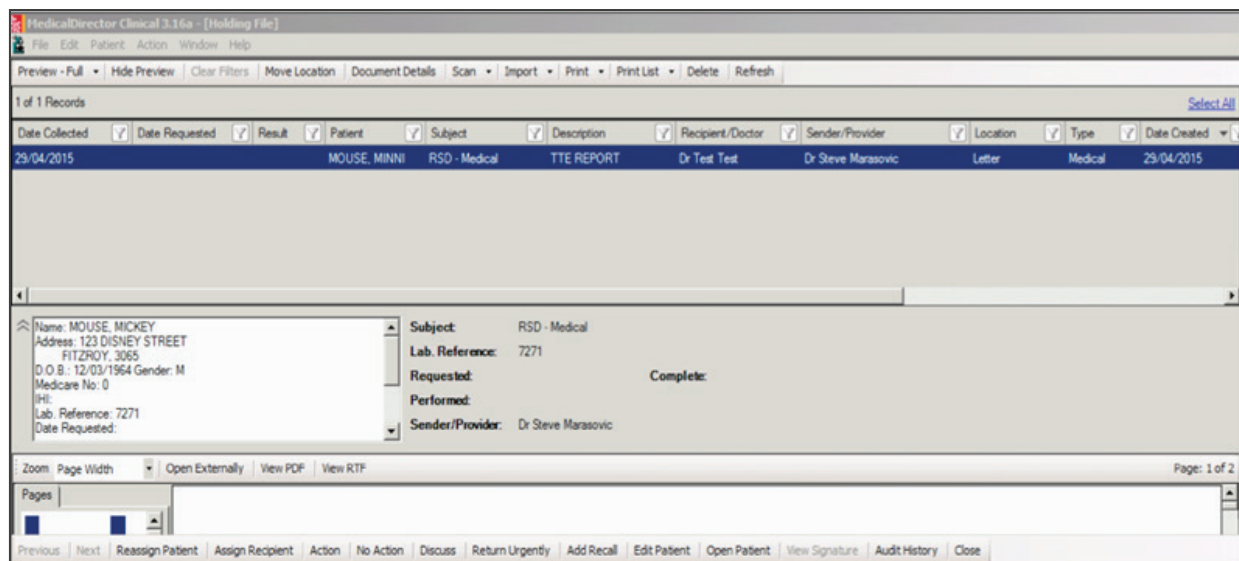 MedicalDirector Clinical 3.16a - [Holding File]
File Edit Patient Action Window Help
Preview - Full Hide Preview Clear Filters Move Location Document Details Scan Import Print Print List Delete Refresh
1 of 1 Records Select All
Date Collected Date Requested Result Patient Subject Description Recipient/Doctor Sender/Provider Location Type Date Created
29/04/2015 MOUSE, MINNI RSD - Medical TTE REPORT Dr Test Test Dr Steve Marasovic Letter Medical 29/04/2015
Name: MOUSE, MICKEY
Address: 123 DISNEY STREET
FITZROY, 3065
D.O.B.: 12/03/1964 Gender: M
Medicare No: 0
IHI:
Lab. Reference: 7271
Date Requested:
Subject: RSD - Medical
Lab. Reference: 7271
Requested: Complete:
Performed:
Sender/Provider: Dr Steve Marasovic
Zoom Page Width Open Externally View PDF View RTF Page: 1 of 2
Pages
Previous Next Reassign Patient Assign Recipient Action No Action Discuss Return Urgently Add Recall Edit Patient Open Patient View Signature Audit History Close